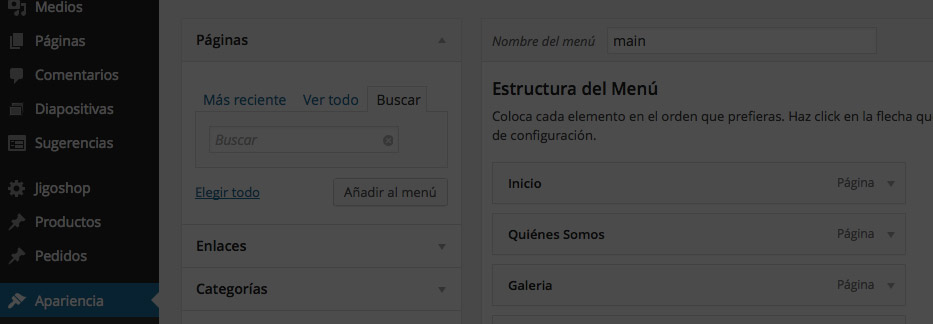 Medios
Páginas
Comentarios
Diapositivas
Sugerencias
Jigoshop
Productos
Pedidos
Apariencia
Páginas
Más reciente Ver todo Buscar
Buscar
Elegir todo Añadir al menú
Enlaces
Categorías
Nombre del menú main
Estructura del Menú
Coloca cada elemento en el orden que prefieras. Haz click en la flecha qu
de configuración.
Inicio Página
Quiénes Somos Página
Galeria Página